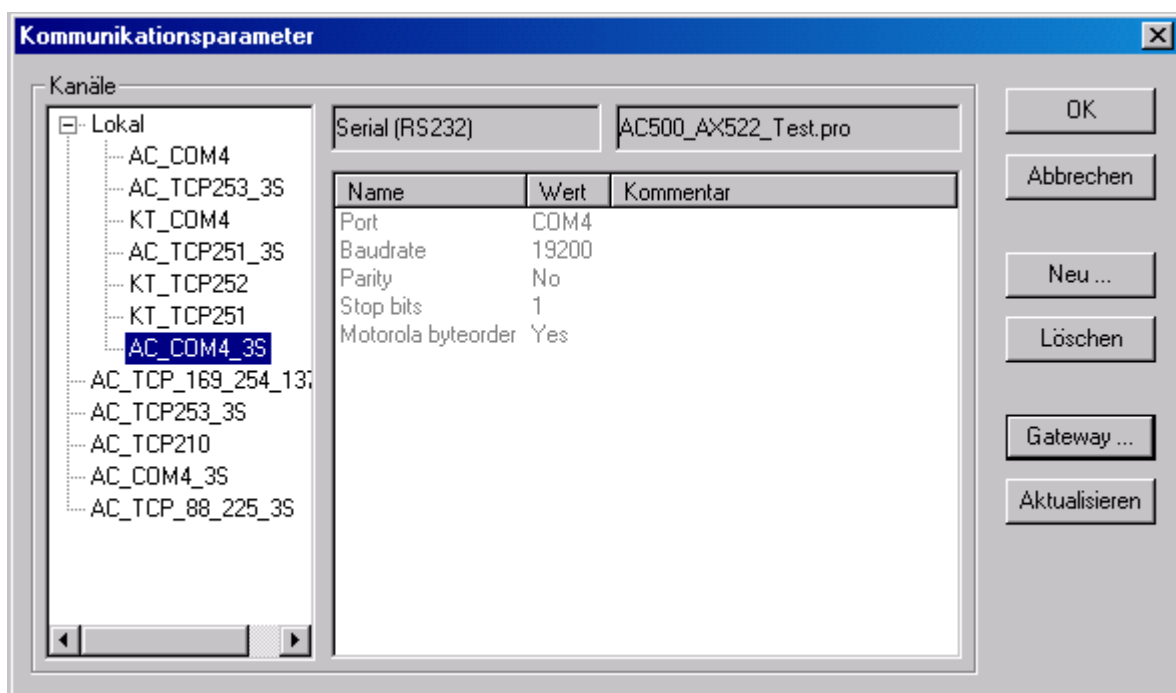 Kommunikationsparameter
Kanäle
Lokal
AC_COM4
AC_TCP253_3S
KT_COM4
AC_TCP251_3S
KT_TCP252
KT_TCP251
AC_COM4_3S
AC_TCP_169_254_137
AC_TCP253_3S
AC_TCP210
AC_COM4_3S
AC_TCP_88_225_3S
Serial (RS232)
AC500_AX522_Test.pro
Name Wert Kommentar
Port COM4
Baudrate 19200
Parity No
Stop bits 1
Motorola byteorder Yes
OK
Abbrechen
Neu ...
Löschen
Gateway ...
Aktualisieren